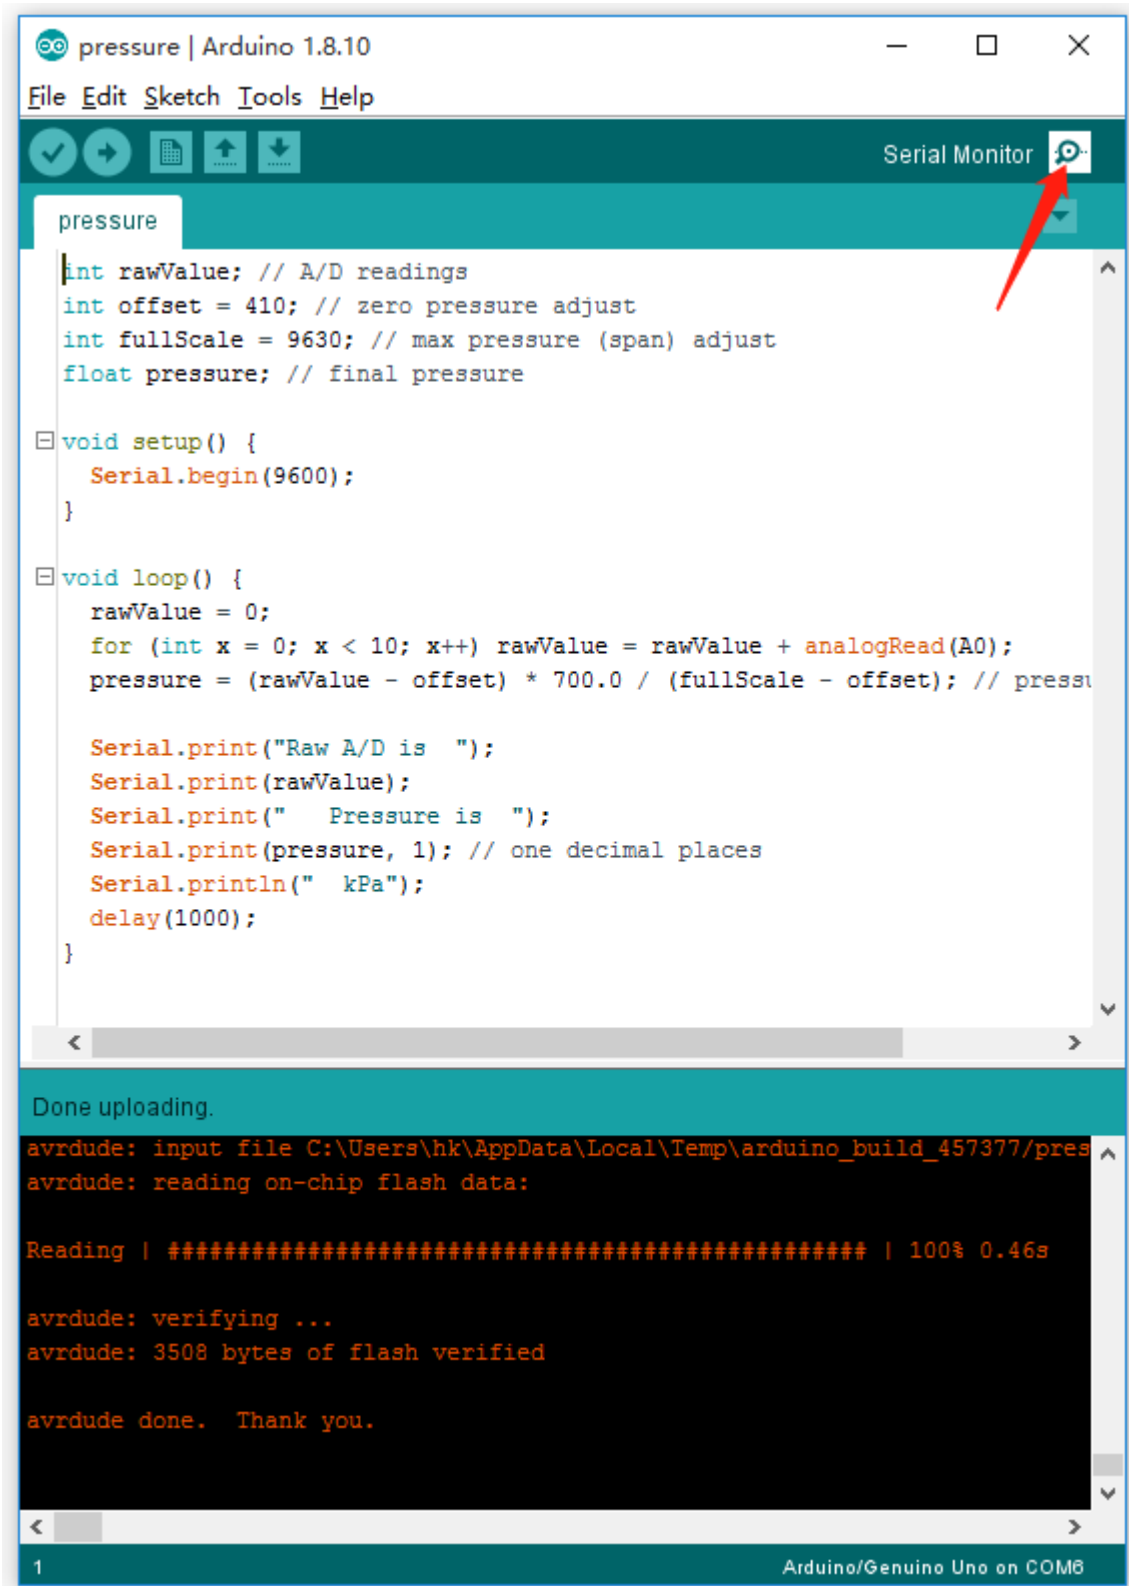 pressure | Arduino 1.8.10
File Edit Sketch Tools Help
Serial Monitor
pressure
int rawValue; // A/D readings
int offset = 410; // zero pressure adjust
int fullScale = 9630; // max pressure (span) adjust
float pressure; // final pressure
void setup() {
Serial.begin(9600);
}
void loop() {
rawValue = 0;
for (int x = 0; x < 10; x++) rawValue = rawValue + analogRead(A0);
pressure = (rawValue - offset) * 700.0 / (fullScale - offset); // pressu
Serial.print("Raw A/D is  ");
Serial.print(rawValue);
Serial.print("   Pressure is  ");
Serial.print(pressure, 1); // one decimal places
Serial.println("  kPa");
delay(1000);
}
Done uploading.
avrdude: input file C:\Users\hk\AppData\Local\Temp\arduino_build_457377/pres
avrdude: reading on-chip flash data:
Reading | ################################################## | 100% 0.46s
avrdude: verifying ...
avrdude: 3508 bytes of flash verified
avrdude done.  Thank you.
1 Arduino/Genuino Uno on COM6